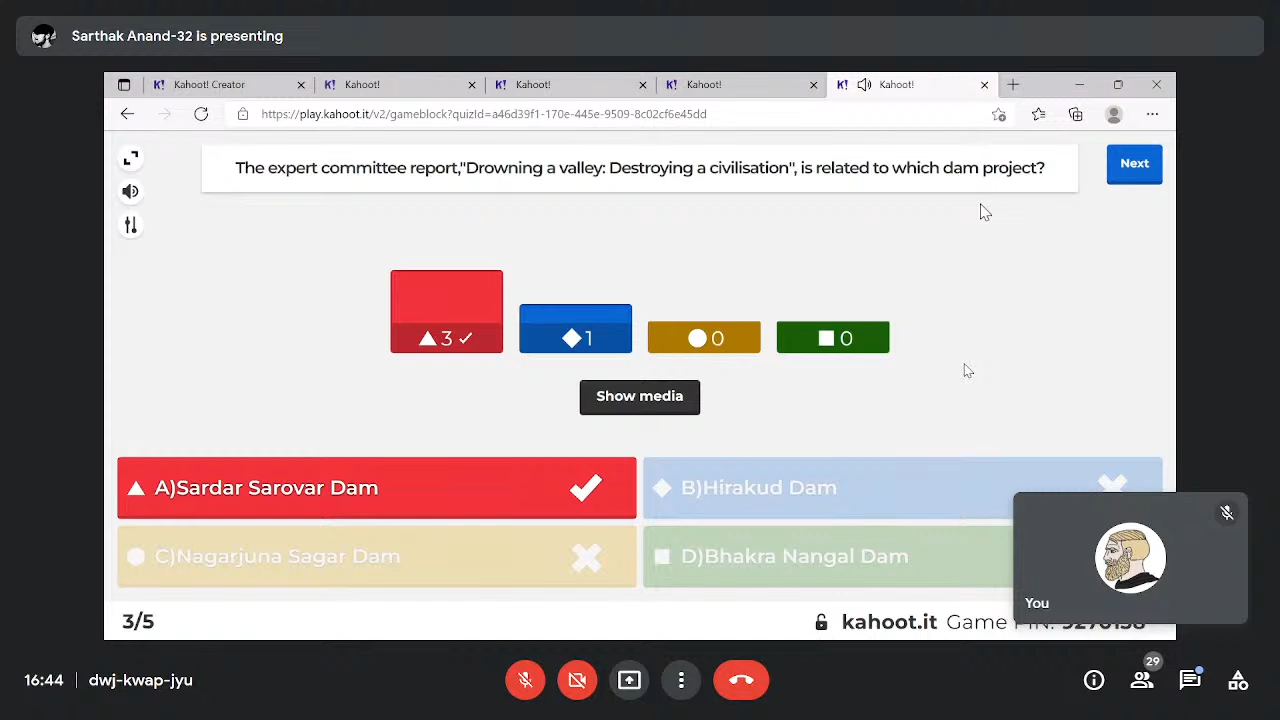 Sarthak Anand-32 is presenting
K! Kahoot! Creator
K! Kahoot!
K! Kahoot!
K! Kahoot!
K! Kahoot!
https://play.kahoot.it/v2/gameblock?quizId=a46d39f1-170e-445e-9509-8c02cf6e45dd
The expert committee report,"Drowning a valley: Destroying a civilisation", is related to which dam project?
Next
3
1
0
0
Show media
A)Sardar Sarovar Dam
B)Hirakud Dam
C)Nagarjuna Sagar Dam
D)Bhakra Nangal Dam
You
3/5
kahoot.it Game PIN:
16:44 | dwj-kwap-jyu
29